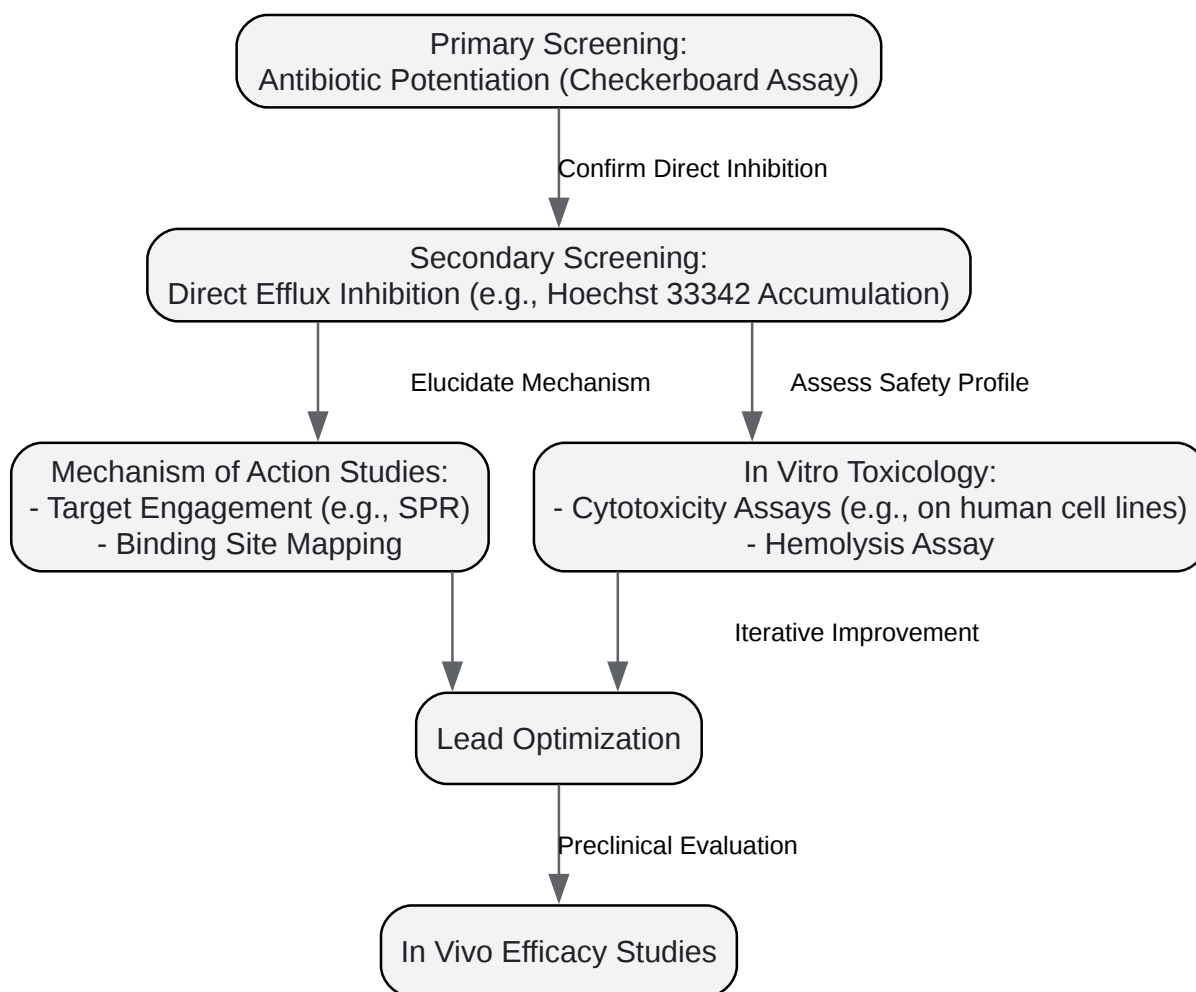 Primary Screening:
Antibiotic Potentiation (Checkerboard Assay)
Confirm Direct Inhibition
Secondary Screening:
Direct Efflux Inhibition (e.g., Hoechst 33342 Accumulation)
Elucidate Mechanism
Assess Safety Profile
Mechanism of Action Studies:
- Target Engagement (e.g., SPR)
- Binding Site Mapping
In Vitro Toxicology:
- Cytotoxicity Assays (e.g., on human cell lines)
- Hemolysis Assay
Iterative Improvement
Lead Optimization
Preclinical Evaluation
In Vivo Efficacy Studies